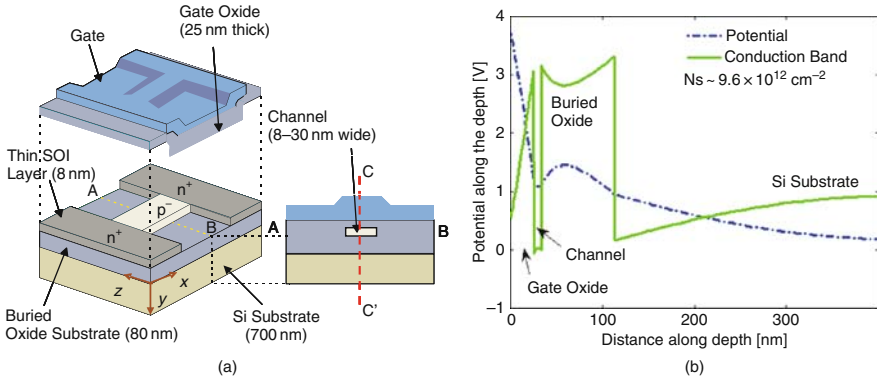 Gate Oxide
(25 nm thick)
Gate
Channel
(8–30 nm wide)
Thin SOI
Layer (8 nm)
A
n+
p−
n+
B
z
x
y
Buried
Oxide Substrate (80 nm)
Si Substrate
(700 nm)
C
A
B
C'
(a)
Potential along the depth [V]
4
3
2
1
0
−1
Potential
Conduction Band
Ns ~ 9.6 × 10¹² cm⁻²
Buried
Oxide
Si Substrate
Channel
Gate Oxide
0
100
200
300
Distance along depth [nm]
(b)